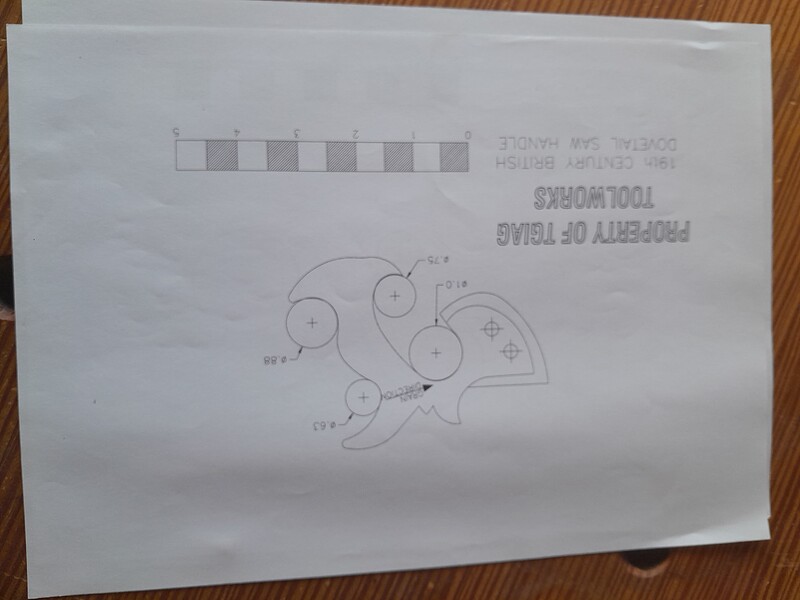 ø.63
GRAIN
DIRECTION
ø.88
ø1.0
ø.75
PROPERTY OF TGIAG
TOOLWORKS
19th CENTURY BRITISH
DOVETAIL SAW HANDLE
0 1 2 3 4 5